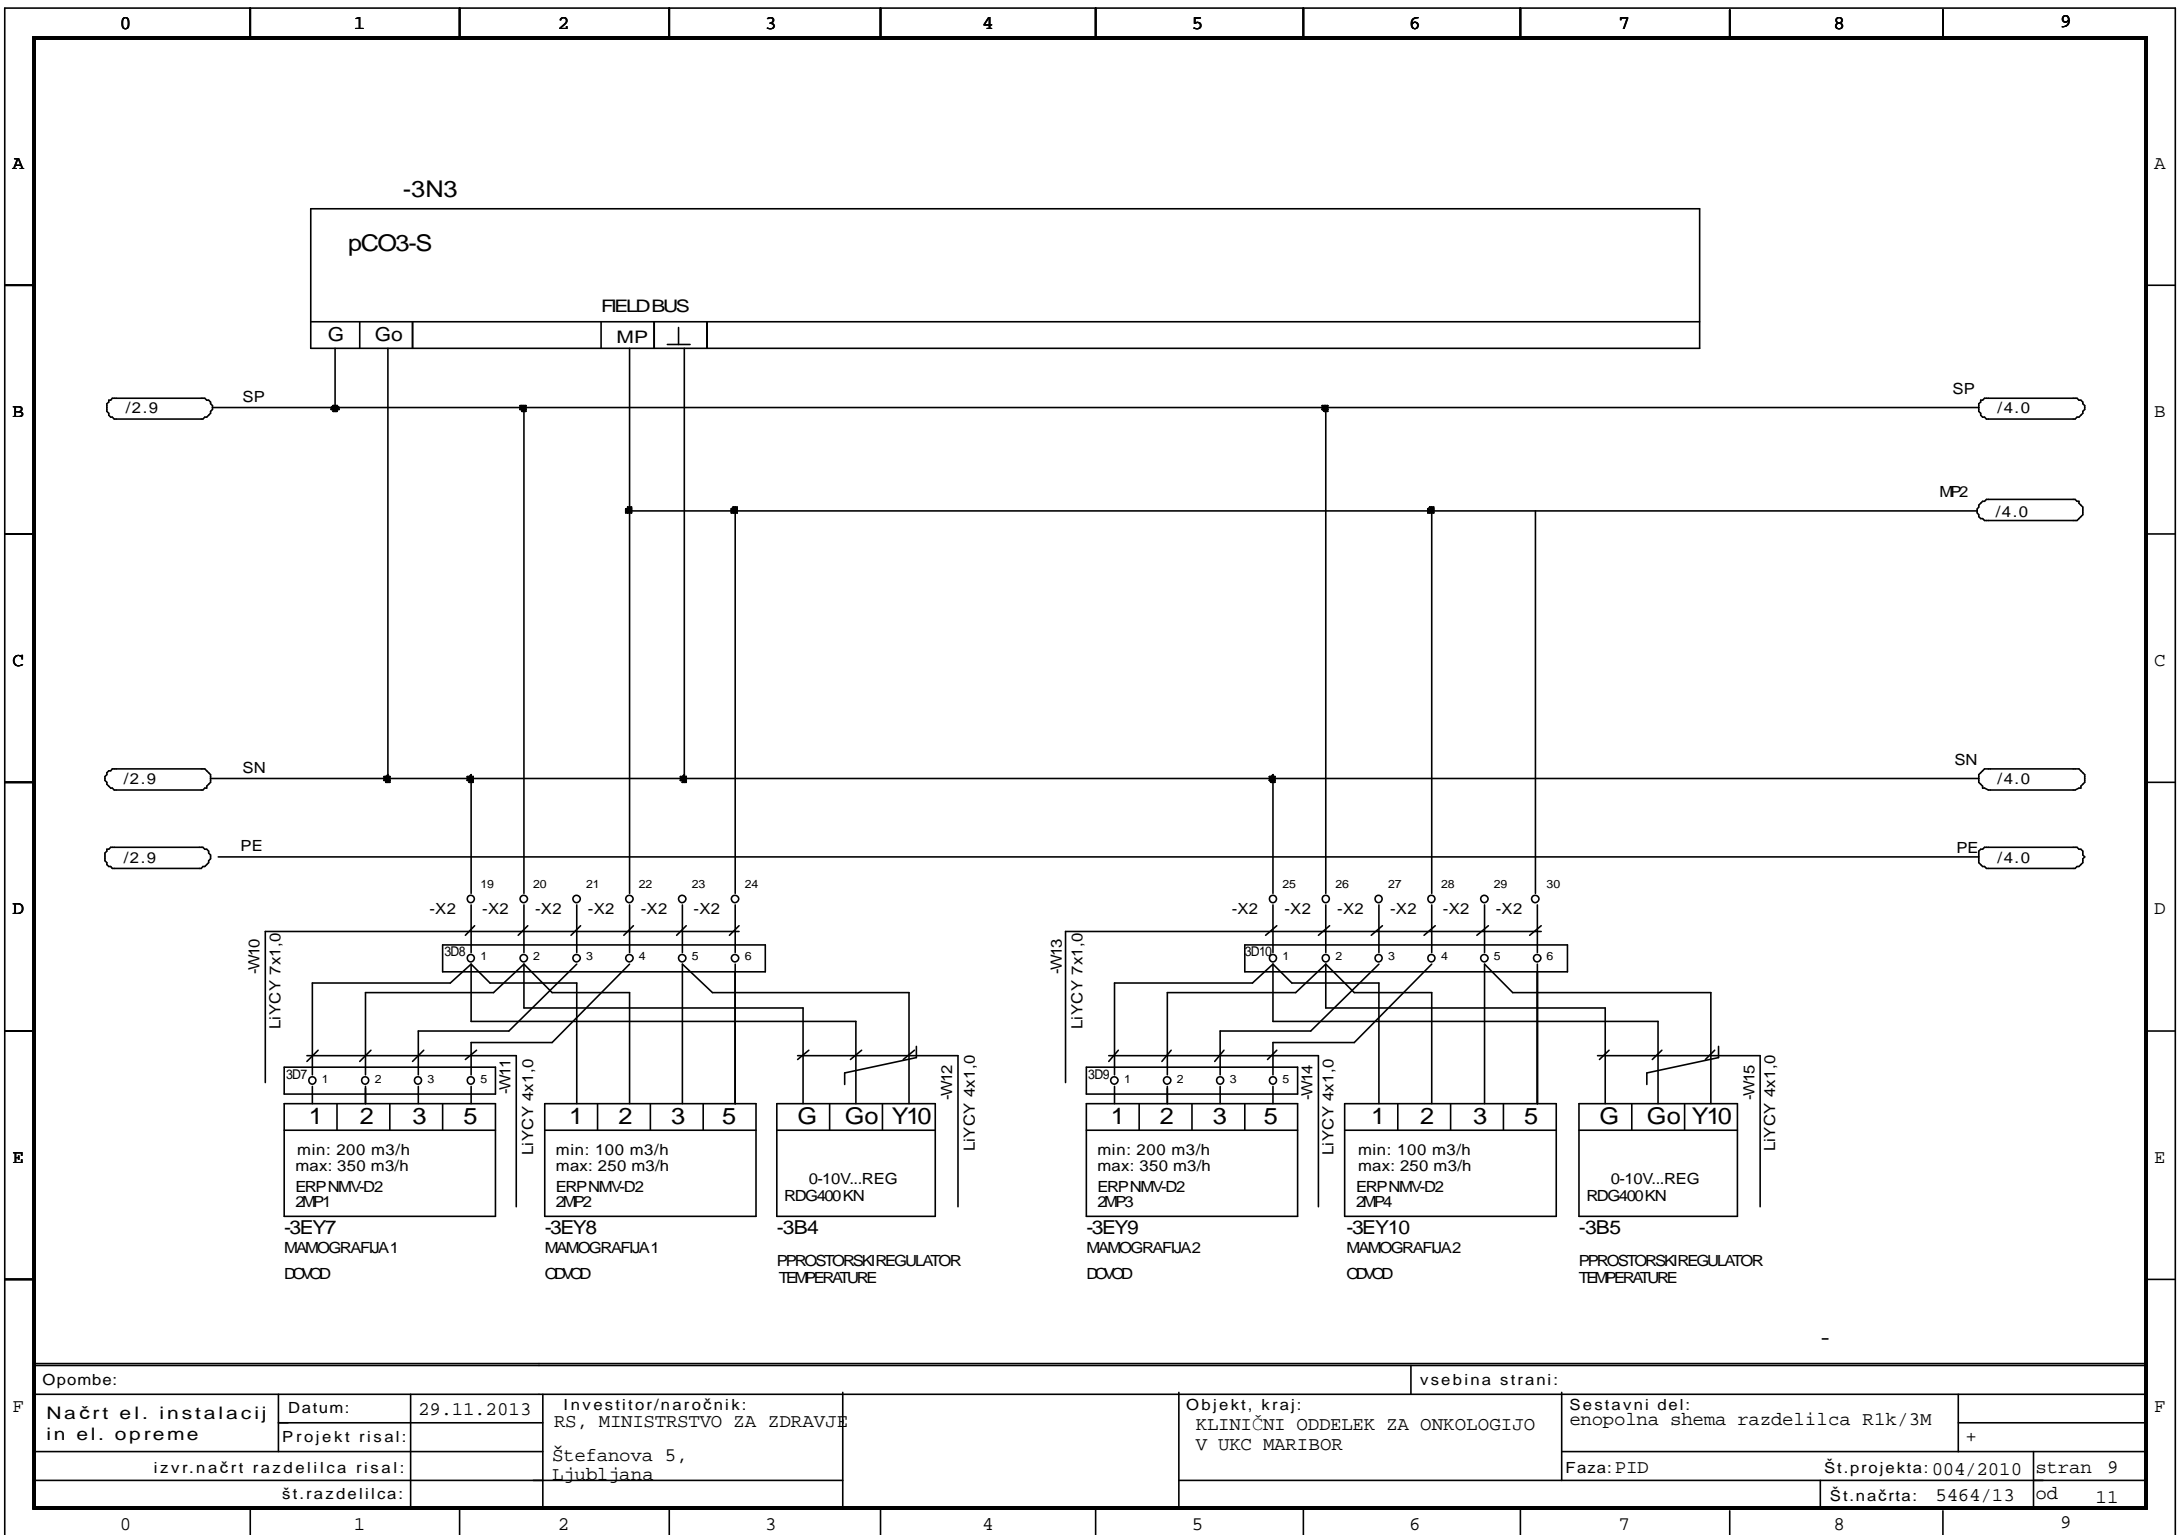 0 1 2 3 4 5 6 7 8 9
A A
-3N3
pCO3-S
FIELD BUS
G Go MP
B B
/2.9 SP SP /4.0
MP2 /4.0
C C
/2.9 SN SN /4.0
/2.9 PE PE /4.0
D D
19 20 21 22 23 24 25 26 27 28 29 30
-X2 -X2 -X2 -X2 -X2 -X2 -X2 -X2 -X2 -X2 -X2 -X2
-W10 LiYCY 7x1,0
3D8 1 2 3 4 5 6
-W13 LiYCY 7x1,0
3D10 1 2 3 4 5 6
3D7 1 2 3 5
-W11 LiYCY 4x1,0
-W12 LiYCY 4x1,0
3D9 1 2 3 5
-W14 LiYCY 4x1,0
-W15 LiYCY 4x1,0
E E
1 2 3 5
min: 200 m3/h
max: 350 m3/h
ERP NMV-D2
2MP1
-3EY7
MAMOGRAFIJA 1
DOVOD
1 2 3 5
min: 100 m3/h
max: 250 m3/h
ERP NMV-D2
2MP2
-3EY8
MAMOGRAFIJA 1
ODVOD
G Go Y10
0-10V...REG
RDG400 KN
-3B4
PPROSTORSKI REGULATOR
TEMPERATURE
1 2 3 5
min: 200 m3/h
max: 350 m3/h
ERP NMV-D2
2MP3
-3EY9
MAMOGRAFIJA 2
DOVOD
1 2 3 5
min: 100 m3/h
max: 250 m3/h
ERP NMV-D2
2MP4
-3EY10
MAMOGRAFIJA 2
ODVOD
G Go Y10
0-10V...REG
RDG400 KN
-3B5
PPROSTORSKI REGULATOR
TEMPERATURE
-
F F
Opombe:
vsebina strani:
Načrt el. instalacij
in el. opreme
Datum: 29.11.2013
Projekt risal:
izvr.načrt razdelilca risal:
št.razdelilca:
Investitor/naročnik:
RS, MINISTRSTVO ZA ZDRAVJE
Štefanova 5,
Ljubljana
Objekt, kraj:
KLINIČNI ODDELEK ZA ONKOLOGIJO
V UKC MARIBOR
Sestavni del:
enopolna shema razdelilca R1k/3M
+
Faza: PID
Št.projekta: 004/2010
stran 9
Št.načrta: 5464/13
od 11
0 1 2 3 4 5 6 7 8 9